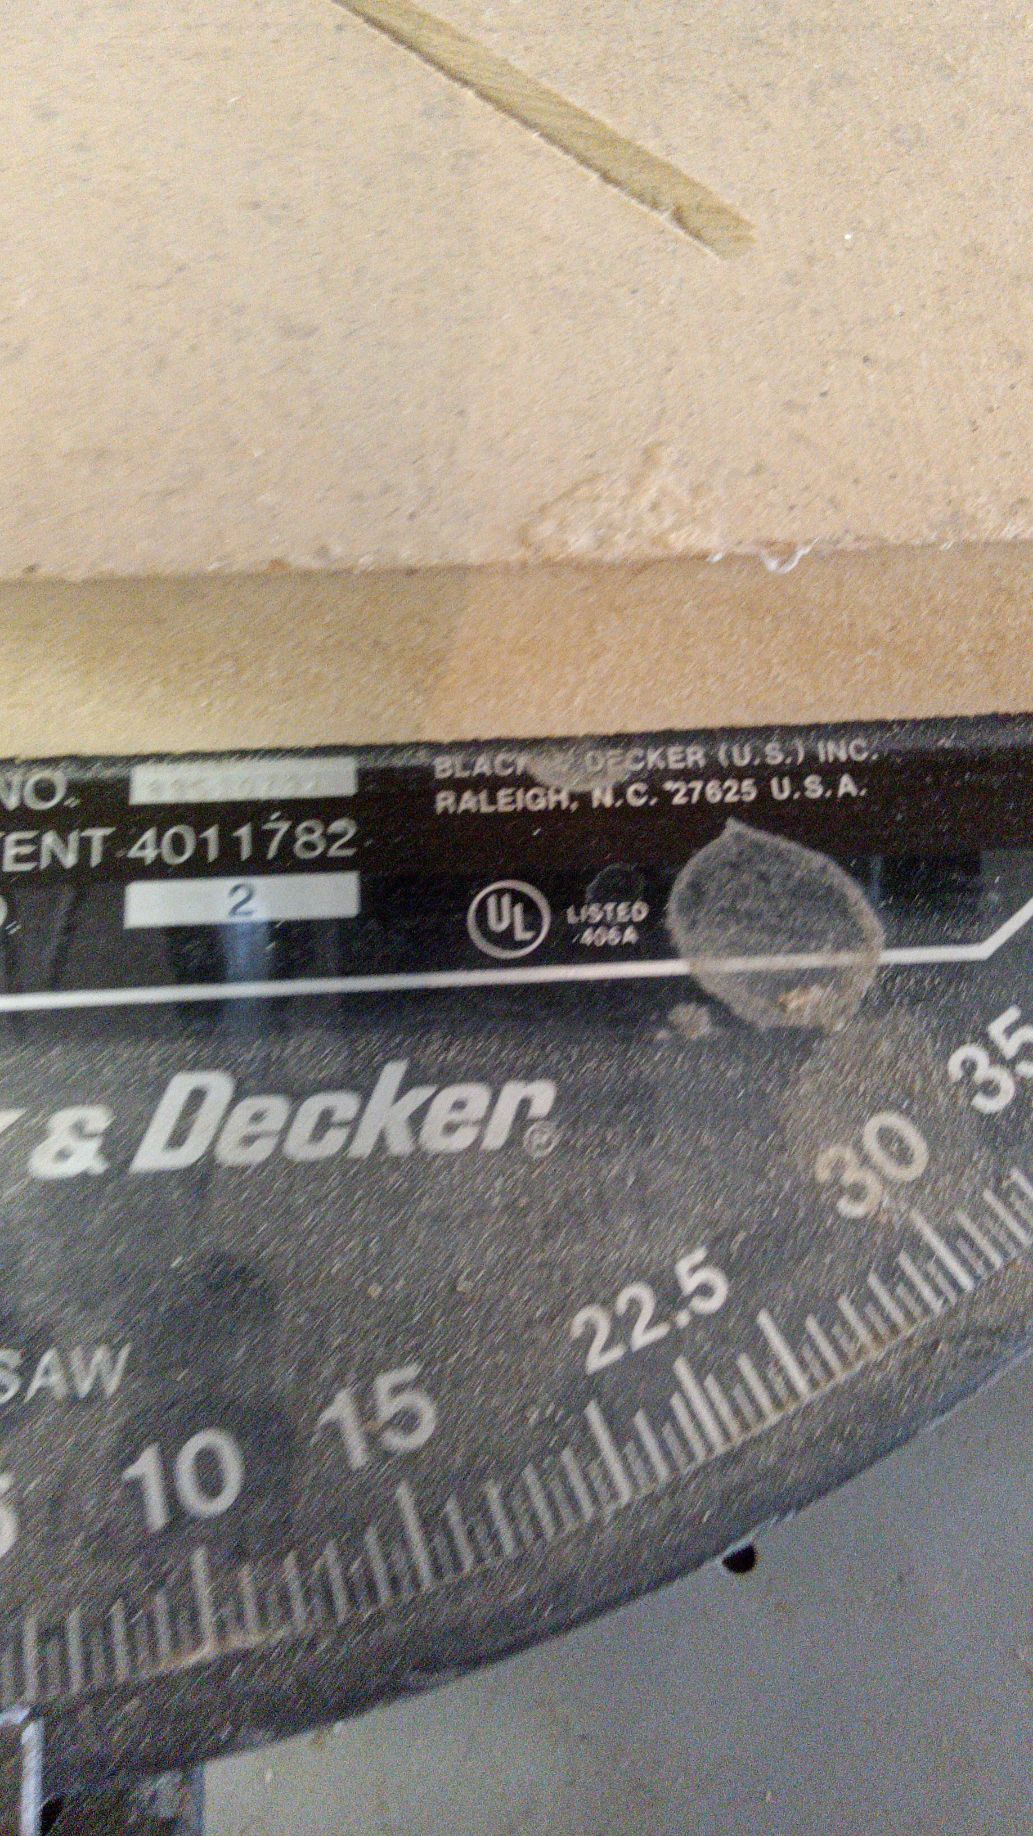 NO.
BLACK & DECKER (U.S.) INC.
RALEIGH, N.C. 27625 U.S.A.
ENT 4011782
2
UL
LISTED
406A
& Decker®
SAW
10 15 22.5 30 35